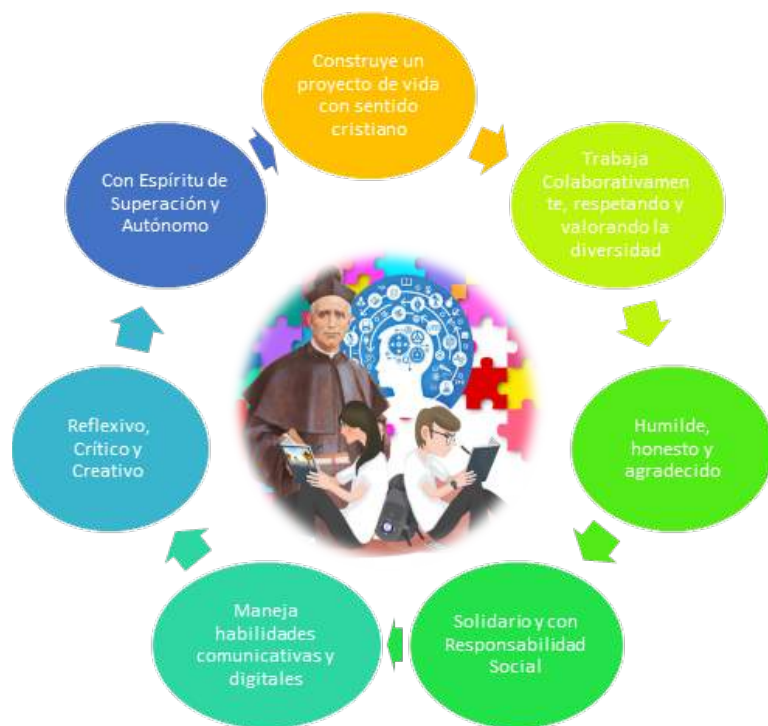 Construye un
proyecto de vida
con sentido
cristiano
Trabaja
Colaborativamen
te, respetando y
valorando la
diversidad
Humilde,
honesto y
agradecido
Solidario y con
Responsabilidad
Social
Maneja
habilidades
comunicativas y
digitales
Reflexivo,
Crítico y
Creativo
Con Espíritu de
Superación y
Autónomo